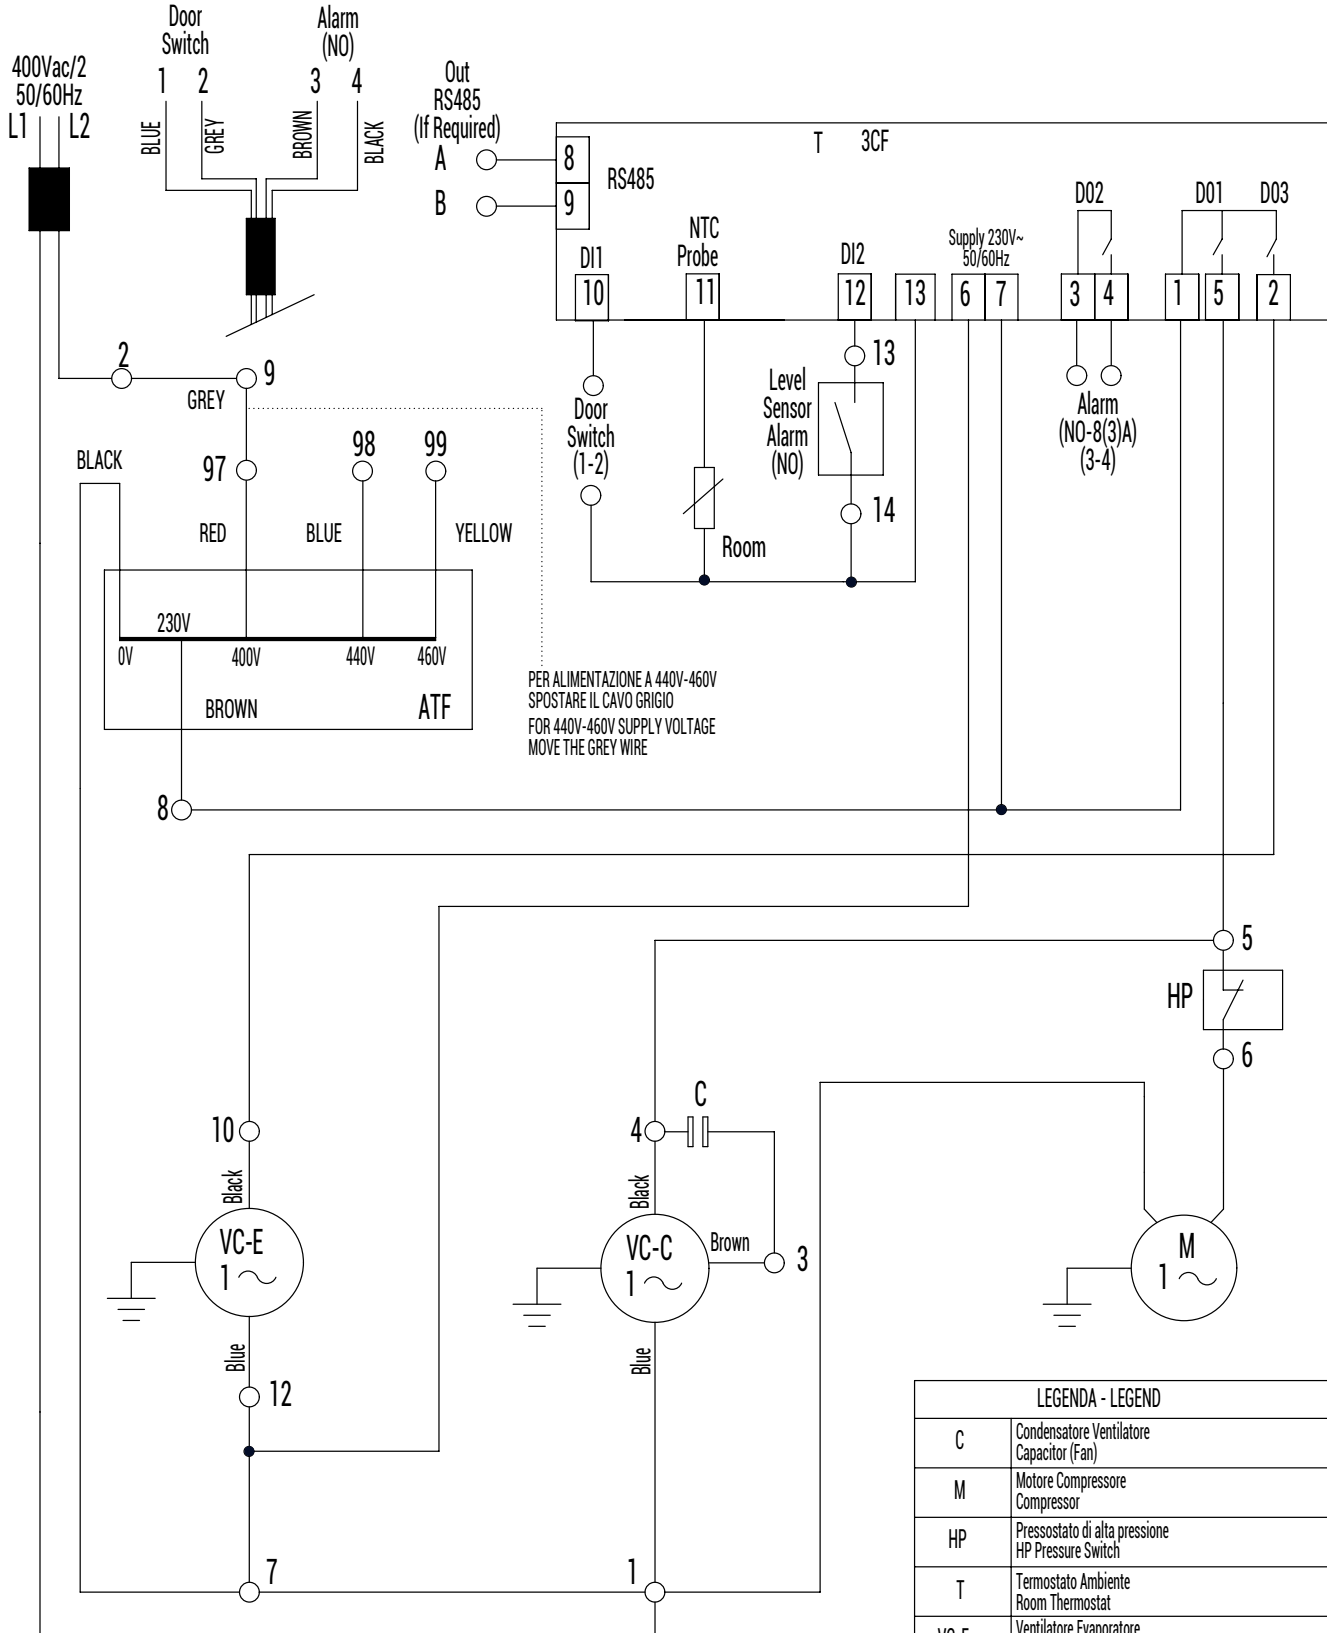 400Vac/2
50/60Hz
L1 L2
Door
Switch
1 2
BLUE
GREY
Alarm
(NO)
3 4
BROWN
BLACK
Out
RS485
(If Required)
A
B
8
9
RS485
T 3CF
DI1
10
NTC
Probe
11
DI2
12
13
Supply 230V~
50/60Hz
6 7
DO2
3 4
DO1 DO3
1 5 2
2
9
GREY
BLACK
97
98
99
RED
BLUE
YELLOW
230V
0V
400V
440V
460V
BROWN
ATF
8
Door
Switch
(1-2)
Room
Level
Sensor
Alarm
(NO)
13
14
Alarm
(NO-8(3)A)
(3-4)
PER ALIMENTAZIONE A 440V-460V
SPOSTARE IL CAVO GRIGIO
FOR 440V-460V SUPPLY VOLTAGE
MOVE THE GREY WIRE
5
HP
6
10
Black
VC-E
1
Blue
12
7
4
C
Black
VC-C
1
Brown
3
Blue
1
M
1
LEGENDA - LEGEND
C
Condensatore Ventilatore
Capacitor (Fan)
M
Motore Compressore
Compressor
HP
Pressostato di alta pressione
HP Pressure Switch
T
Termostato Ambiente
Room Thermostat
VC-E
Ventilatore Evaporatore